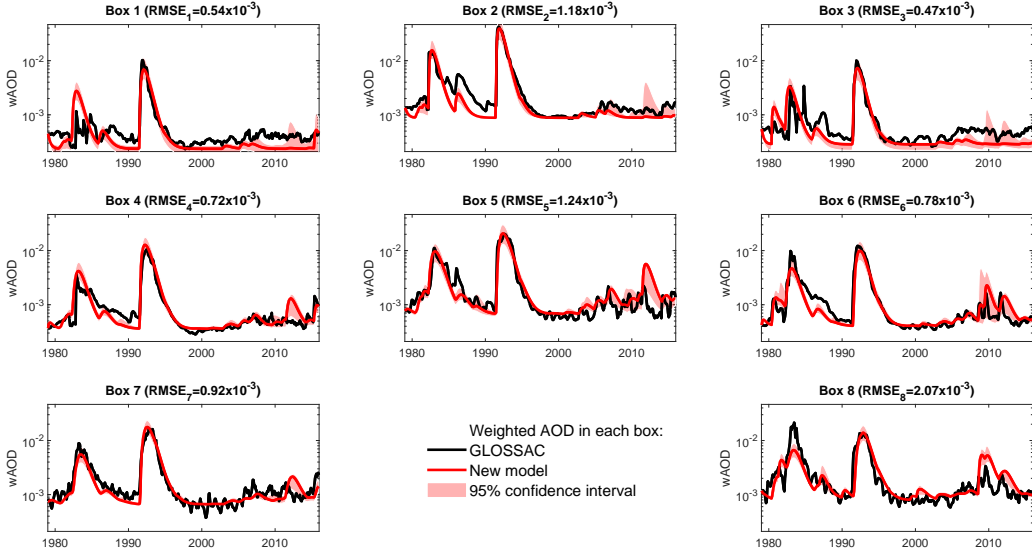 Box 1 (RMSE₁=0.54x10⁻³)
Box 2 (RMSE₂=1.18x10⁻³)
Box 3 (RMSE₃=0.47x10⁻³)
wAOD
10⁻²
10⁻³
1980 1990 2000 2010
wAOD
10⁻²
10⁻³
1980 1990 2000 2010
wAOD
10⁻²
10⁻³
1980 1990 2000 2010
Box 4 (RMSE₄=0.72x10⁻³)
Box 5 (RMSE₅=1.24x10⁻³)
Box 6 (RMSE₆=0.78x10⁻³)
wAOD
10⁻²
10⁻³
1980 1990 2000 2010
wAOD
10⁻²
10⁻³
1980 1990 2000 2010
wAOD
10⁻²
10⁻³
1980 1990 2000 2010
Box 7 (RMSE₇=0.92x10⁻³)
Box 8 (RMSE₈=2.07x10⁻³)
wAOD
10⁻²
10⁻³
1980 1990 2000 2010
Weighted AOD in each box:
GLOSSAC
New model
95% confidence interval
wAOD
10⁻²
10⁻³
1980 1990 2000 2010